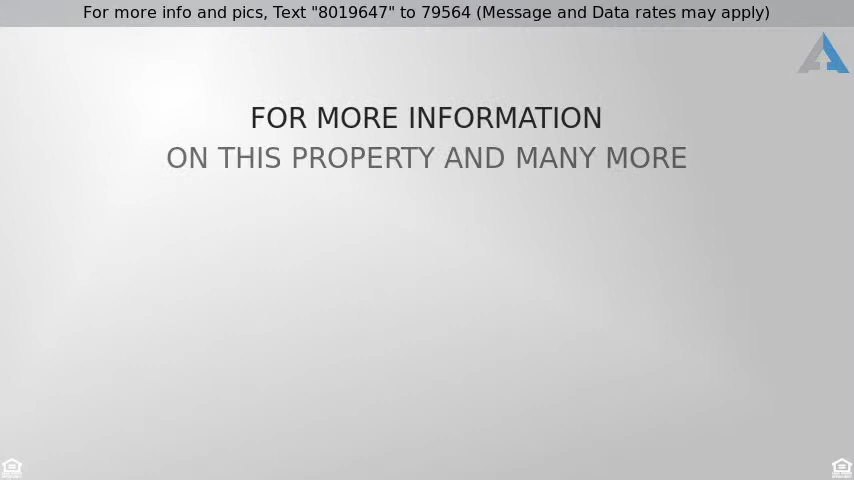 For more info and pics, Text "8019647" to 79564 (Message and Data rates may apply)
FOR MORE INFORMATION
ON THIS PROPERTY AND MANY MORE